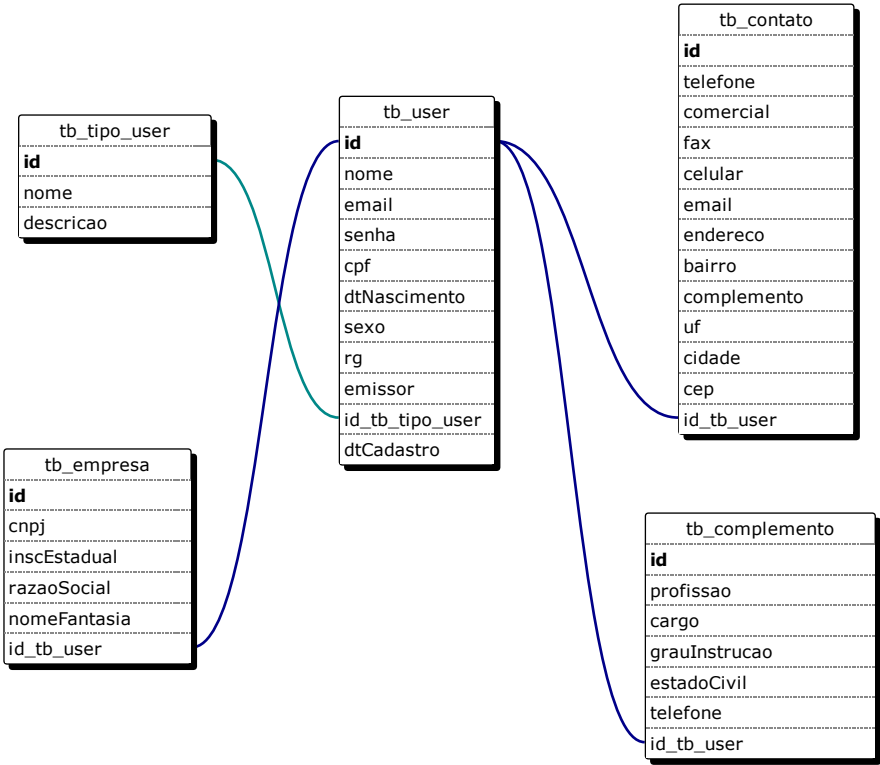 tb_tipo_user
id
nome
descricao
tb_empresa
id
cnpj
inscEstadual
razaoSocial
nomeFantasia
id_tb_user
tb_user
id
nome
email
senha
cpf
dtNascimento
sexo
rg
emissor
id_tb_tipo_user
dtCadastro
tb_contato
id
telefone
comercial
fax
celular
email
endereco
bairro
complemento
uf
cidade
cep
id_tb_user
tb_complemento
id
profissao
cargo
grauInstrucao
estadoCivil
telefone
id_tb_user